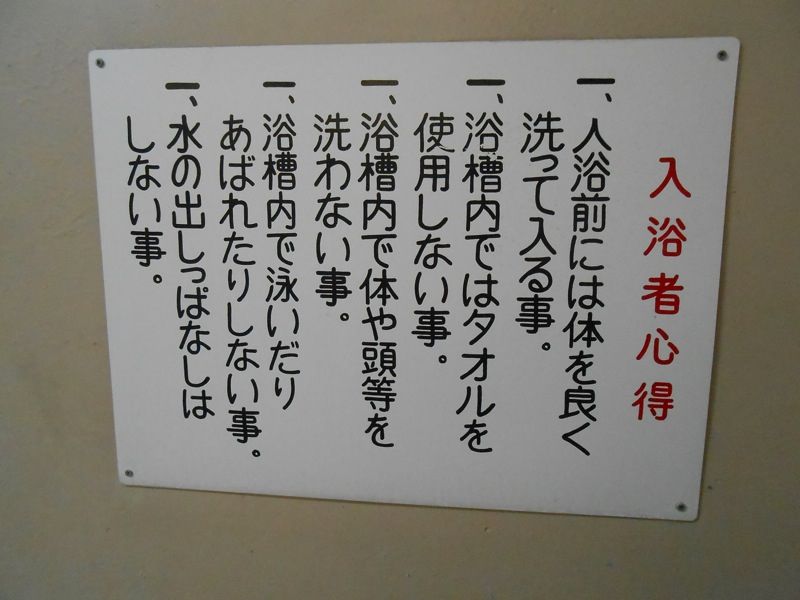 入浴者心得
一、入浴前には体を良く
洗って入る事。
一、浴槽内ではタオルを
使用しない事。
一、浴槽内で体や頭等を
洗わない事。
一、浴槽内で泳いだり
あばれたりしない事。
一、水の出しっぱなしは
しない事。